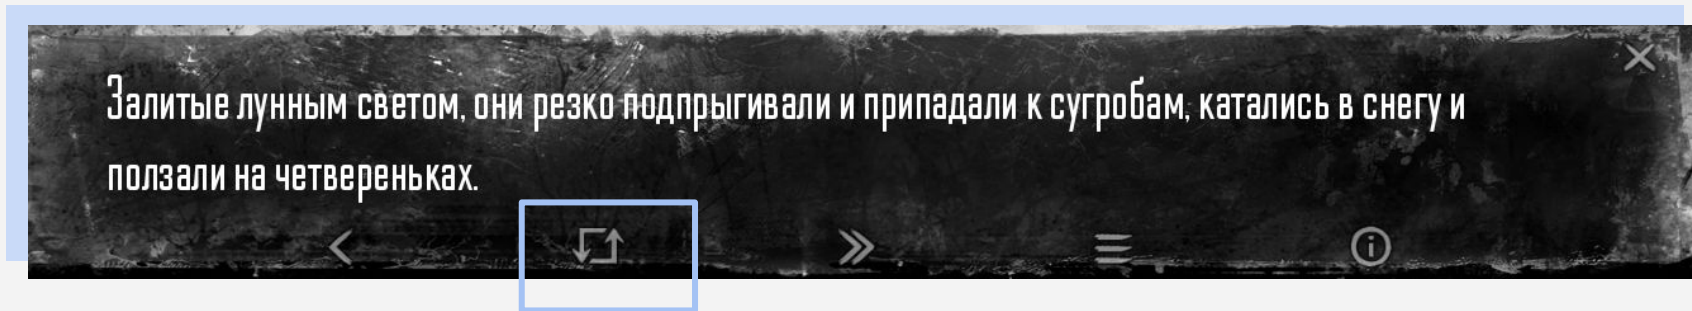 Залитые лунным светом, они резко подпрыгивали и припадали к сугробам, катались в снегу и
ползали на четвереньках.